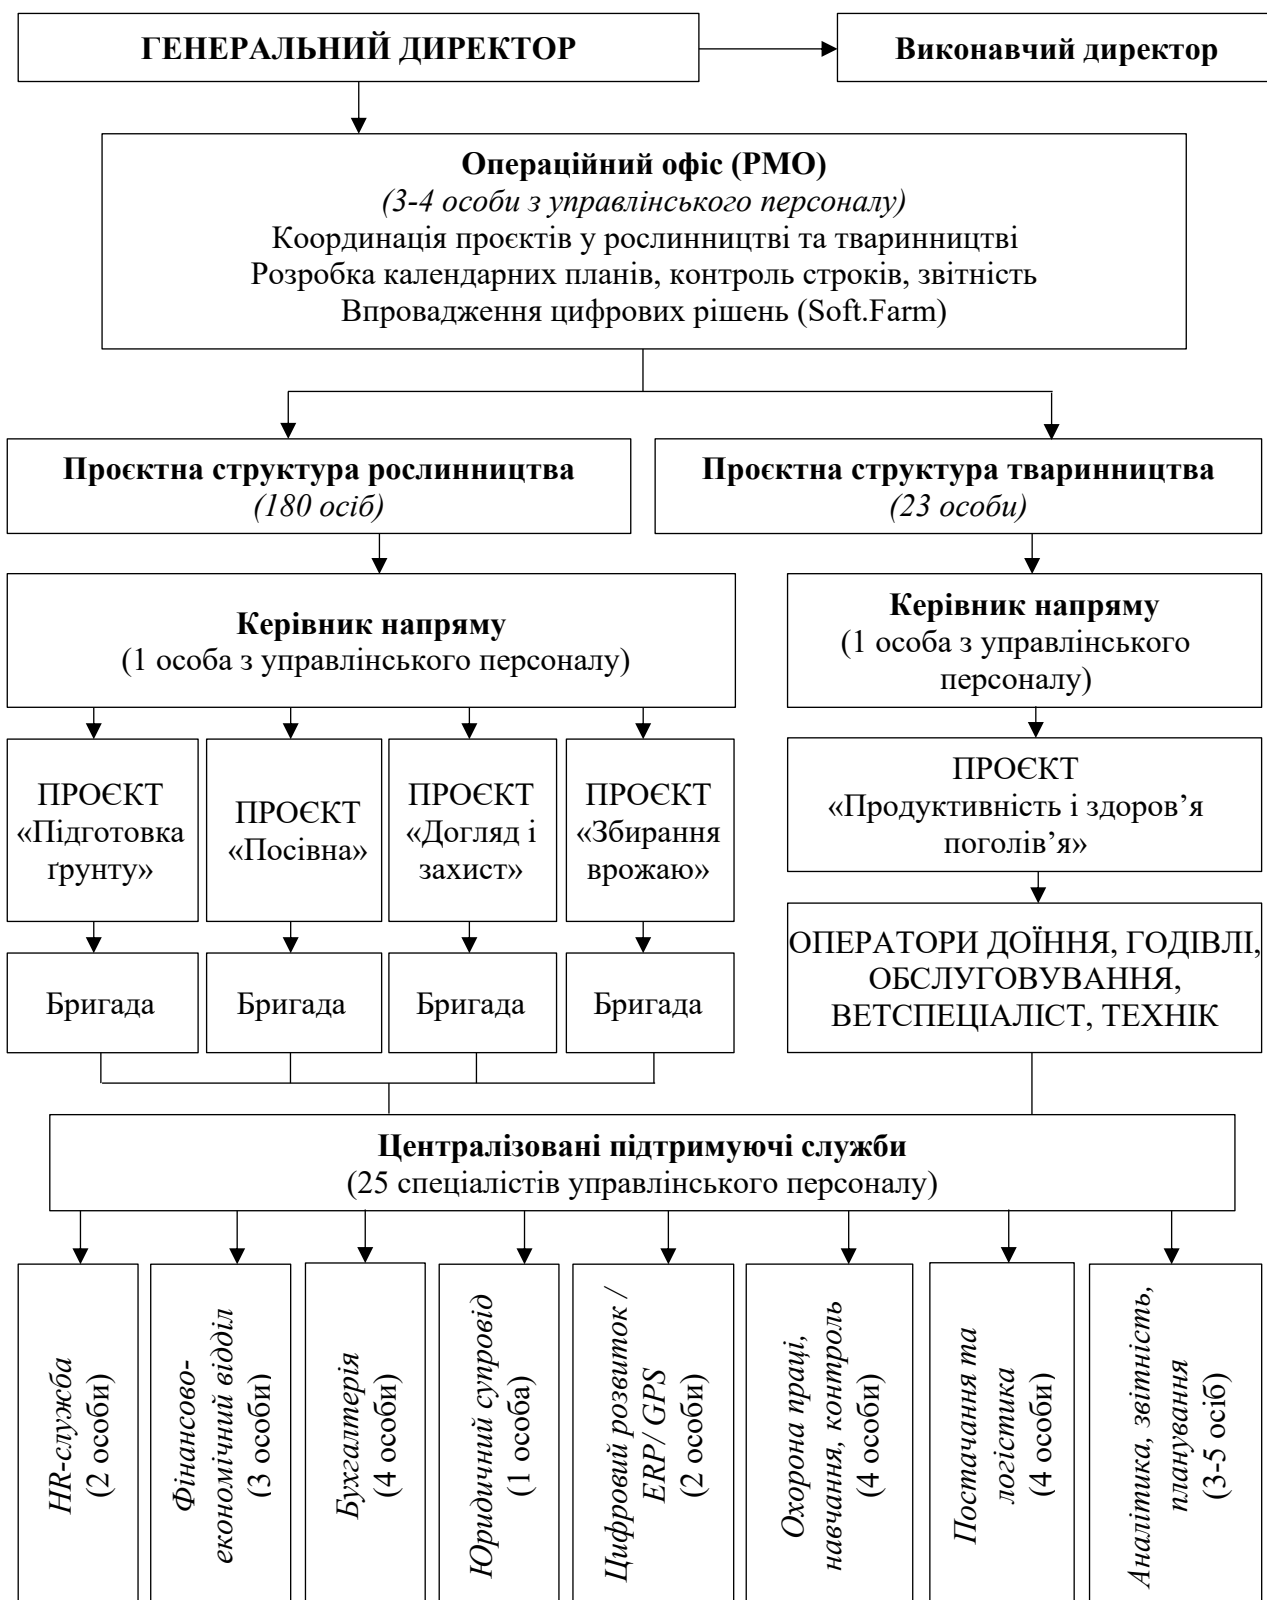 ГЕНЕРАЛЬНИЙ ДИРЕКТОР
Виконавчий директор
Операційний офіс (PMO)
(3-4 особи з управлінського персоналу)
Координація проєктів у рослинництві та тваринництві
Розробка календарних планів, контроль строків, звітність
Впровадження цифрових рішень (Soft.Farm)
Проєктна структура рослинництва
(180 осіб)
Проєктна структура тваринництва
(23 особи)
Керівник напряму
(1 особа з управлінського персоналу)
Керівник напряму
(1 особа з управлінського
персоналу)
ПРОЄКТ
«Підготовка
ґрунту»
ПРОЄКТ
«Посівна»
ПРОЄКТ
«Догляд і
захист»
ПРОЄКТ
«Збирання
врожаю»
ПРОЄКТ
«Продуктивність і здоров’я
поголів’я»
Бригада
Бригада
Бригада
Бригада
ОПЕРАТОРИ ДОЇННЯ, ГОДІВЛІ,
ОБСЛУГОВУВАННЯ,
ВЕТСПЕЦІАЛІСТ, ТЕХНІК
Централізовані підтримуючі служби
(25 спеціалістів управлінського персоналу)
HR-служба
(2 особи)
Фінансово-
економічний відділ
(3 особи)
Бухгалтерія
(4 особи)
Юридичний супровід
(1 особа)
Цифровий розвиток /
ERP/ GPS
(2 особи)
Охорона праці,
навчання, контроль
(4 особи)
Постачання та
логістика
(4 особи)
Аналітика, звітність,
планування
(3-5 осіб)